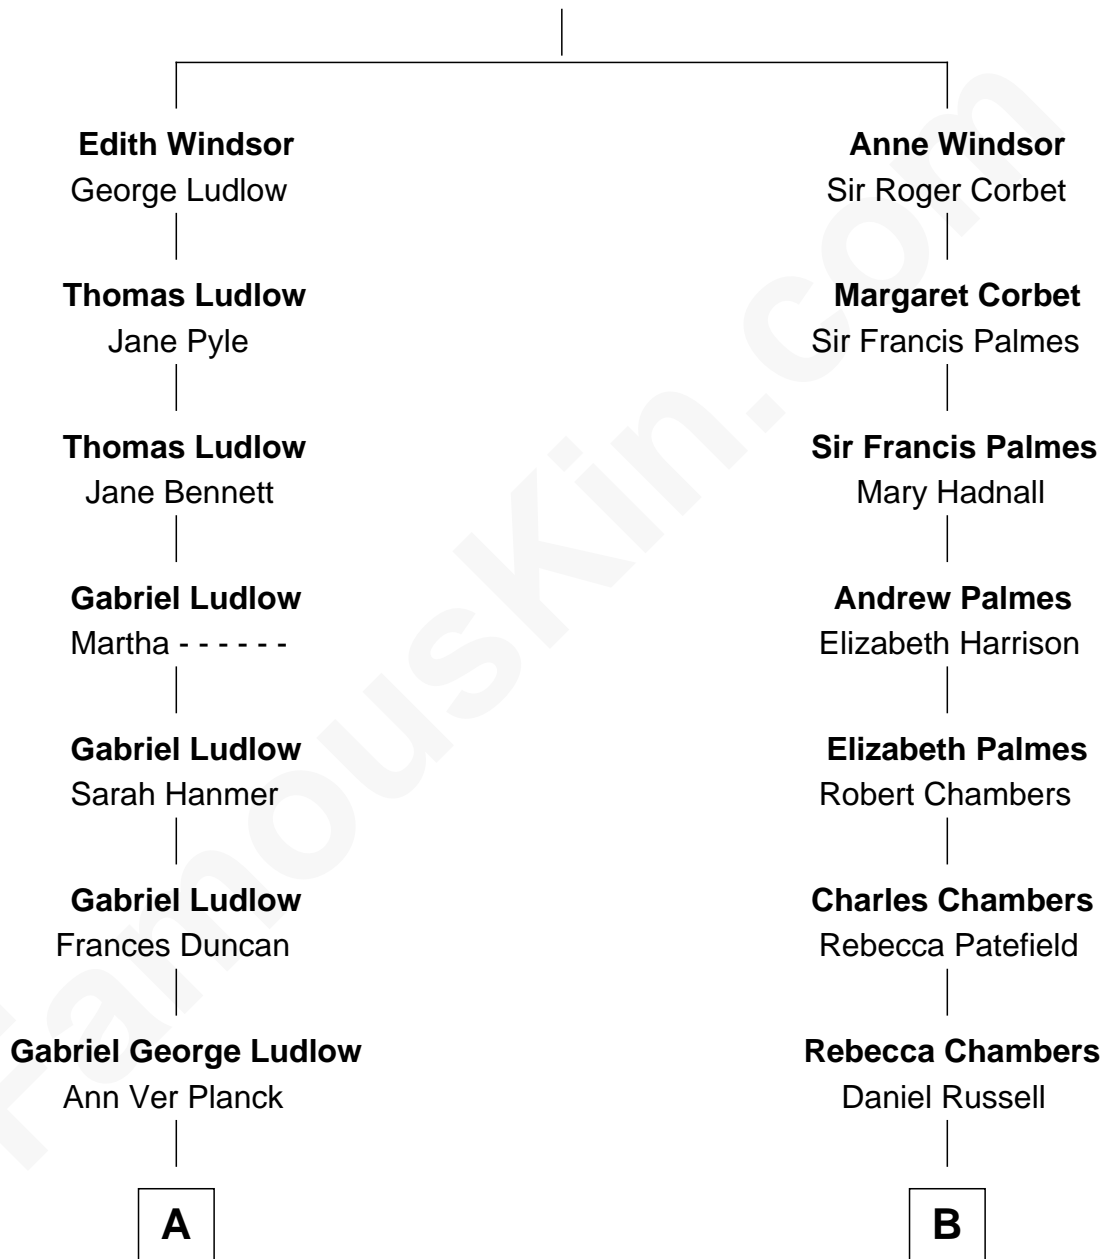 Edith Windsor
George Ludlow
Thomas Ludlow
Jane Pyle
Thomas Ludlow
Jane Bennett
Gabriel Ludlow
Martha - - - - - -
Gabriel Ludlow
Sarah Hanmer
Gabriel Ludlow
Frances Duncan
Gabriel George Ludlow
Ann Ver Planck
A
Anne Windsor
Sir Roger Corbet
Margaret Corbet
Sir Francis Palmes
Sir Francis Palmes
Mary Hadnall
Andrew Palmes
Elizabeth Harrison
Elizabeth Palmes
Robert Chambers
Charles Chambers
Rebecca Patefield
Rebecca Chambers
Daniel Russell
B
FamousKin.com